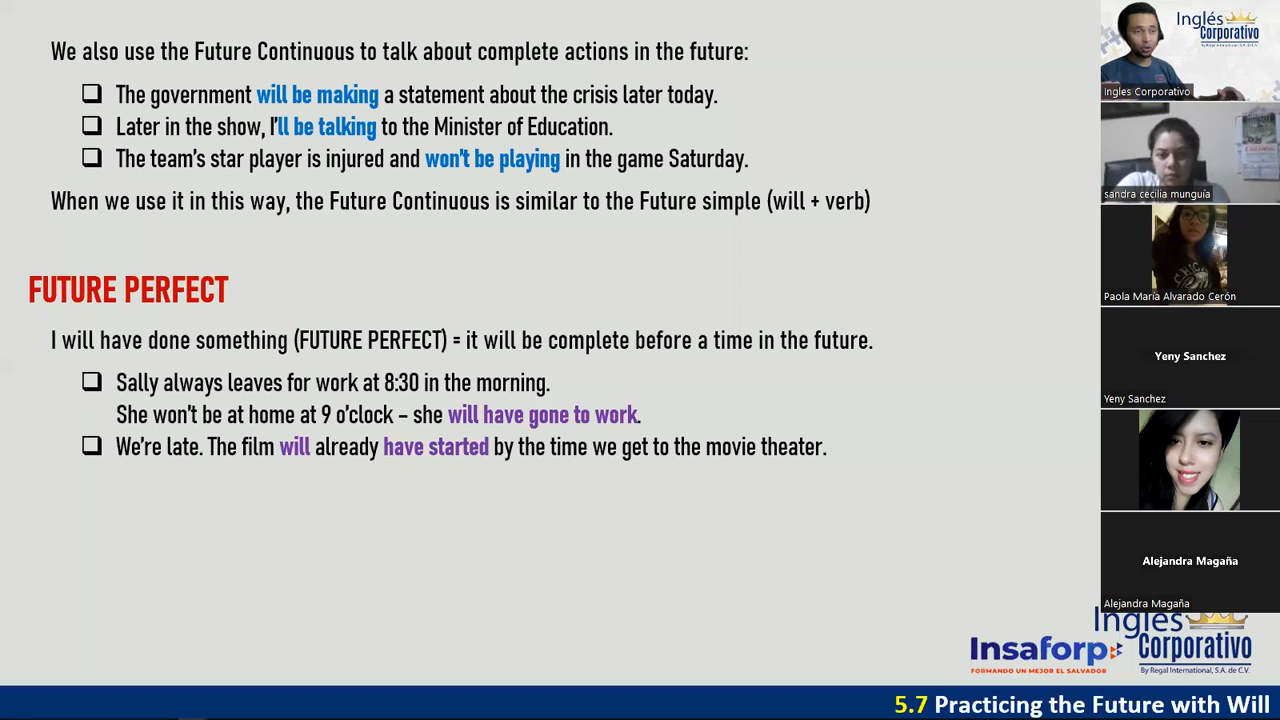 We also use the Future Continuous to talk about complete actions in the future:
The government will be making a statement about the crisis later today.
Later in the show, I'll be talking to the Minister of Education.
The team's star player is injured and won't be playing in the game Saturday.
When we use it in this way, the Future Continuous is similar to the Future simple (will + verb)
FUTURE PERFECT
I will have done something (FUTURE PERFECT) = it will be complete before a time in the future.
Sally always leaves for work at 8:30 in the morning.
She won't be at home at 9 o'clock – she will have gone to work.
We're late. The film will already have started by the time we get to the movie theater.
Inglés
Corporativo
Ingles Corporativo
sandra cecilia munguía
Paola María Alvarado Cerón
Yeny Sanchez
Yeny Sanchez
Alejandra Magaña
Alejandra Magaña
Insaforp
FORMANDO UN MEJOR EL SALVADOR
Inglés
Corporativo
By Regal International, S.A. de C.V.
5.7 Practicing the Future with Will